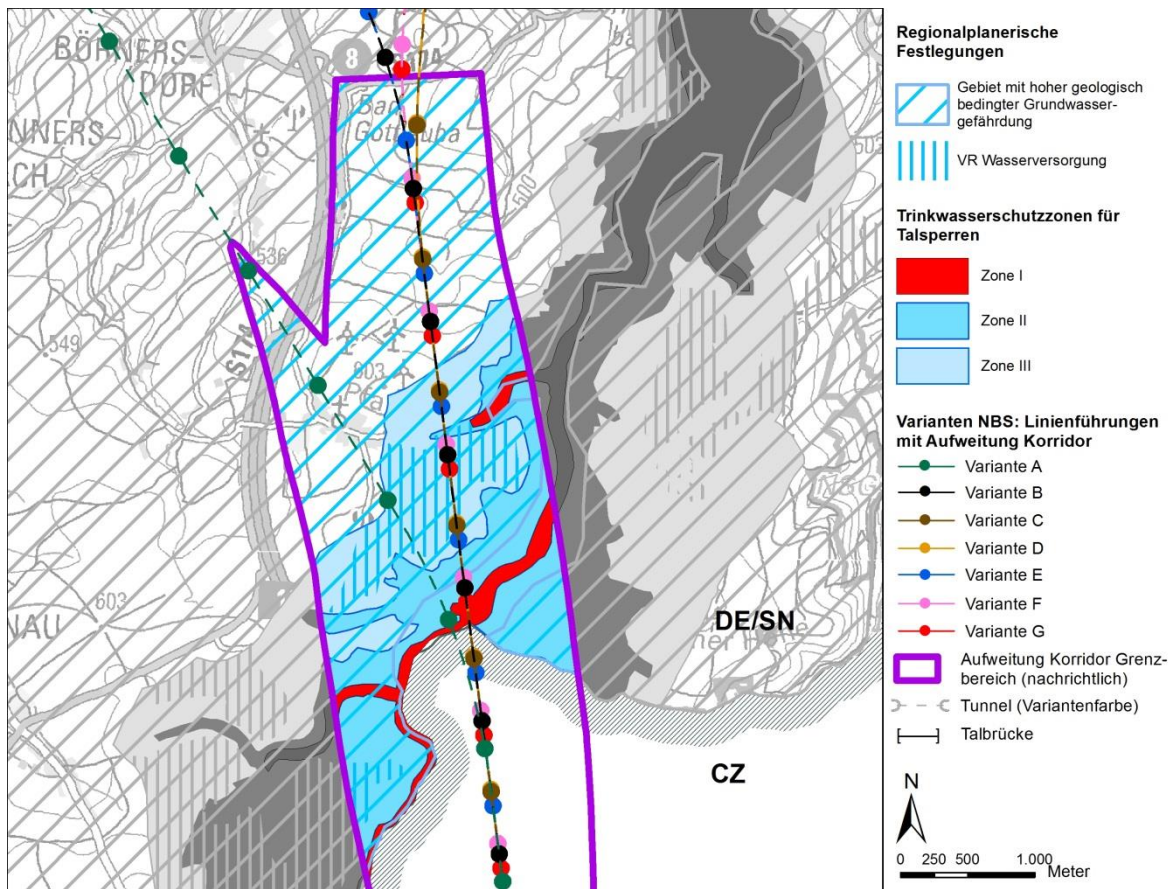 BÖRNERS-
DORF
8
Bad
Gottleuba
500
503
536
S174
549
603
603
NAU
DE/SN
CZ
Regionalplanerische
Festlegungen
Gebiet mit hoher geologisch
bedingter Grundwasser-
gefährdung
VR Wasserversorgung
Trinkwasserschutzzonen für
Talsperren
Zone I
Zone II
Zone III
Varianten NBS: Linienführungen
mit Aufweitung Korridor
Variante A
Variante B
Variante C
Variante D
Variante E
Variante F
Variante G
Aufweitung Korridor Grenz-
bereich (nachrichtlich)
Tunnel (Variantenfarbe)
Talbrücke
N
0 250 500 1.000
Meter